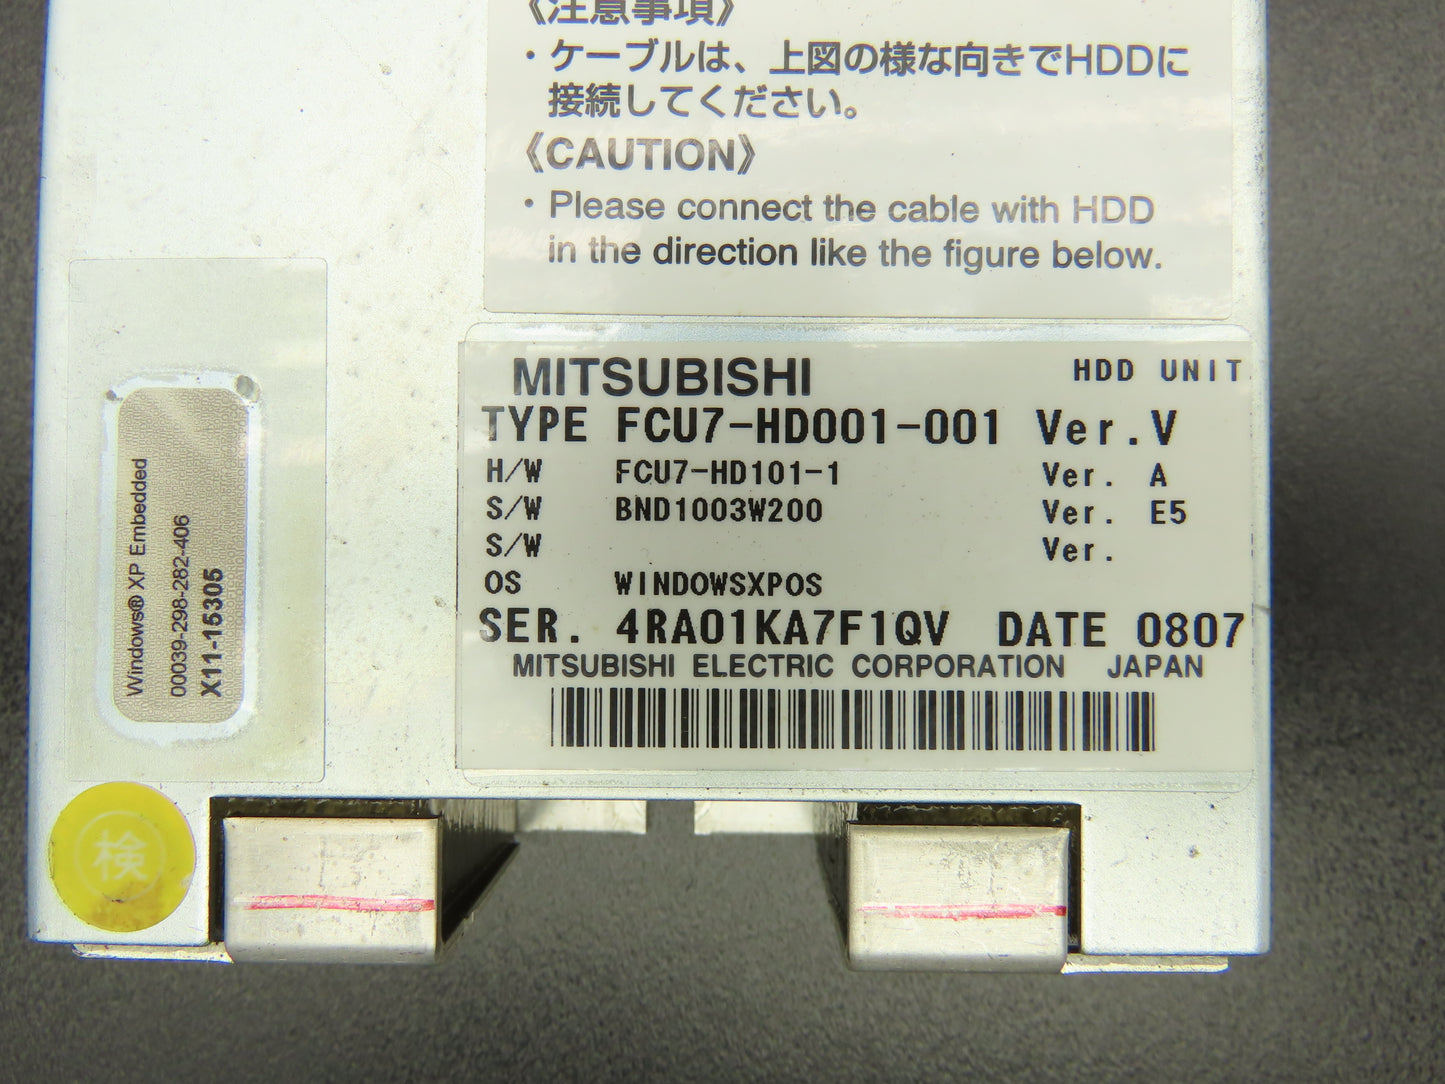 《注意事項》
・ケーブルは、上図の様な向きでHDDに
接続してください。
《CAUTION》
・Please connect the cable with HDD
in the direction like the figure below.
MITSUBISHI HDD UNIT
TYPE FCU7-HD001-001 Ver.V
H/W FCU7-HD101-1 Ver. A
S/W BND1003W200 Ver. E5
S/W Ver.
OS WINDOWSXPOS
SER. 4RA01KA7F1QV DATE 0807
MITSUBISHI ELECTRIC CORPORATION JAPAN
Windows® XP Embedded
00039-298-282-406
X11-15305
検